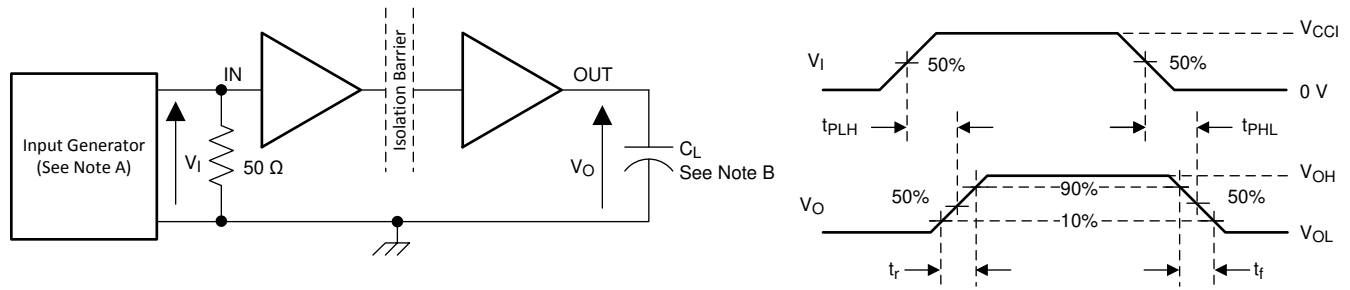 Input Generator
(See Note A)
IN
V_I
50 Ω
Isolation Barrier
OUT
V_O
C_L
See Note B
V_I
50%
50%
V_CCI
0 V
t_PLH
t_PHL
V_O
50%
90%
10%
50%
V_OH
V_OL
t_r
t_f